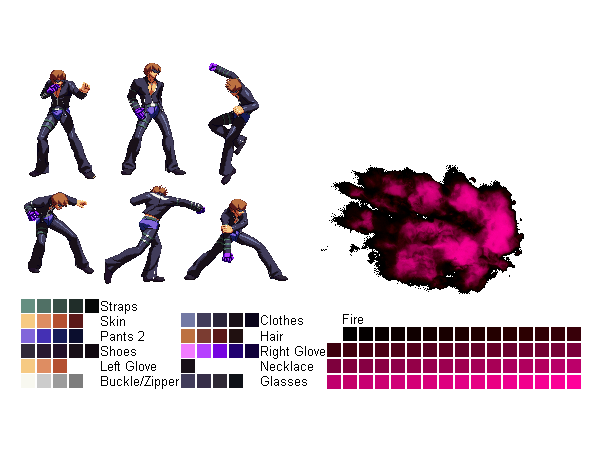 Straps
Skin
Pants 2
Shoes
Left Glove
Buckle/Zipper
Clothes
Hair
Right Glove
Necklace
Glasses
Fire